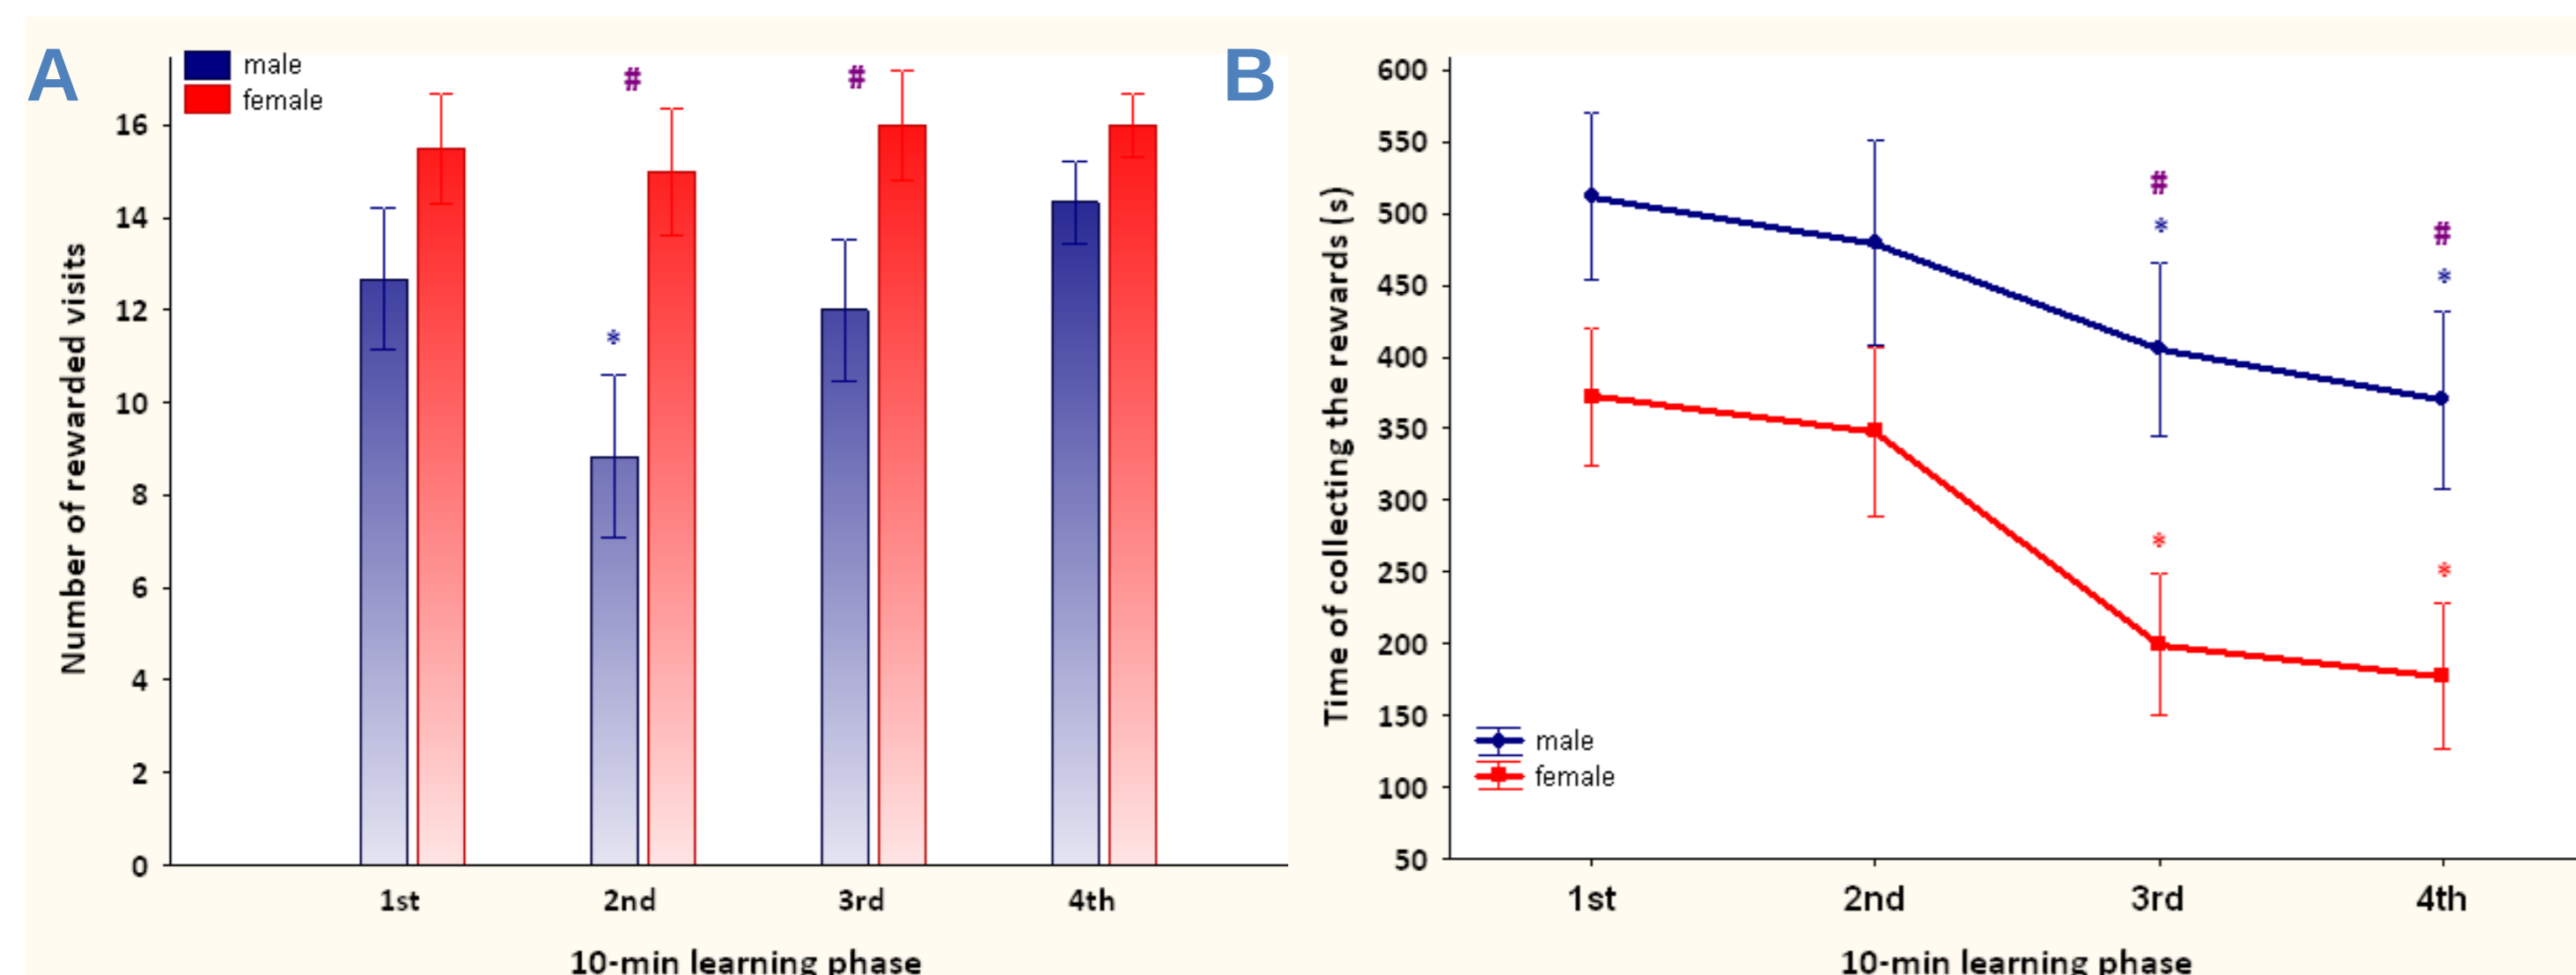 A
male
female
#
#
*
Number of rewarded visits
16
14
12
10
8
6
4
2
0
1st 2nd 3rd 4th
10-min learning phase
B
Time of collecting the rewards (s)
600
550
500
450
400
350
300
250
200
150
100
50
#
*
#
*
*
*
male
female
1st 2nd 3rd 4th
10-min learning phase